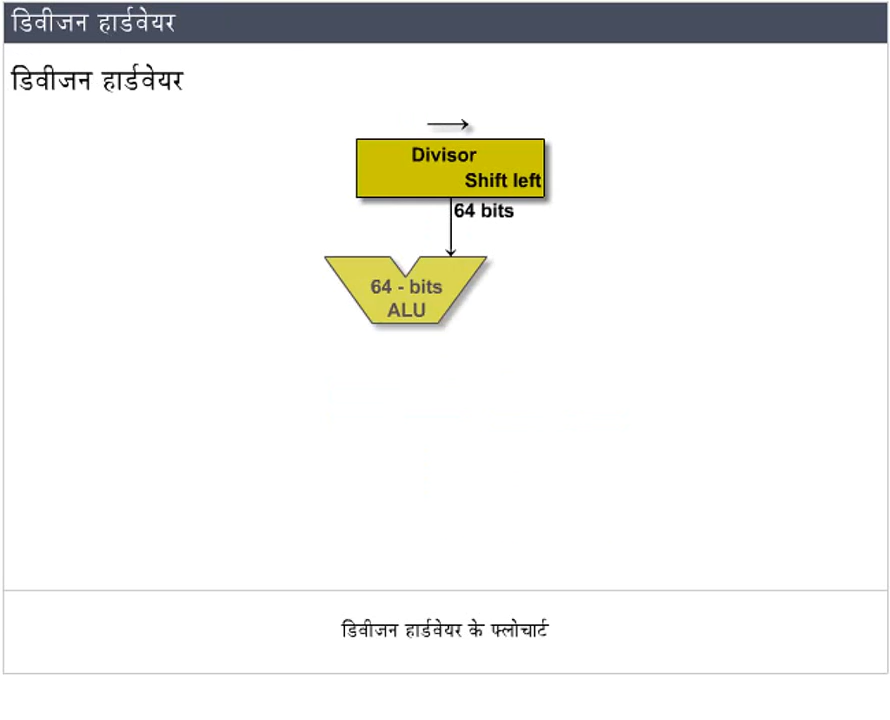 डिवीजन हार्डवेयर
डिवीजन हार्डवेयर
Divisor
Shift left
64 bits
64 - bits
ALU
डिवीजन हार्डवेयर के फ्लोचार्ट